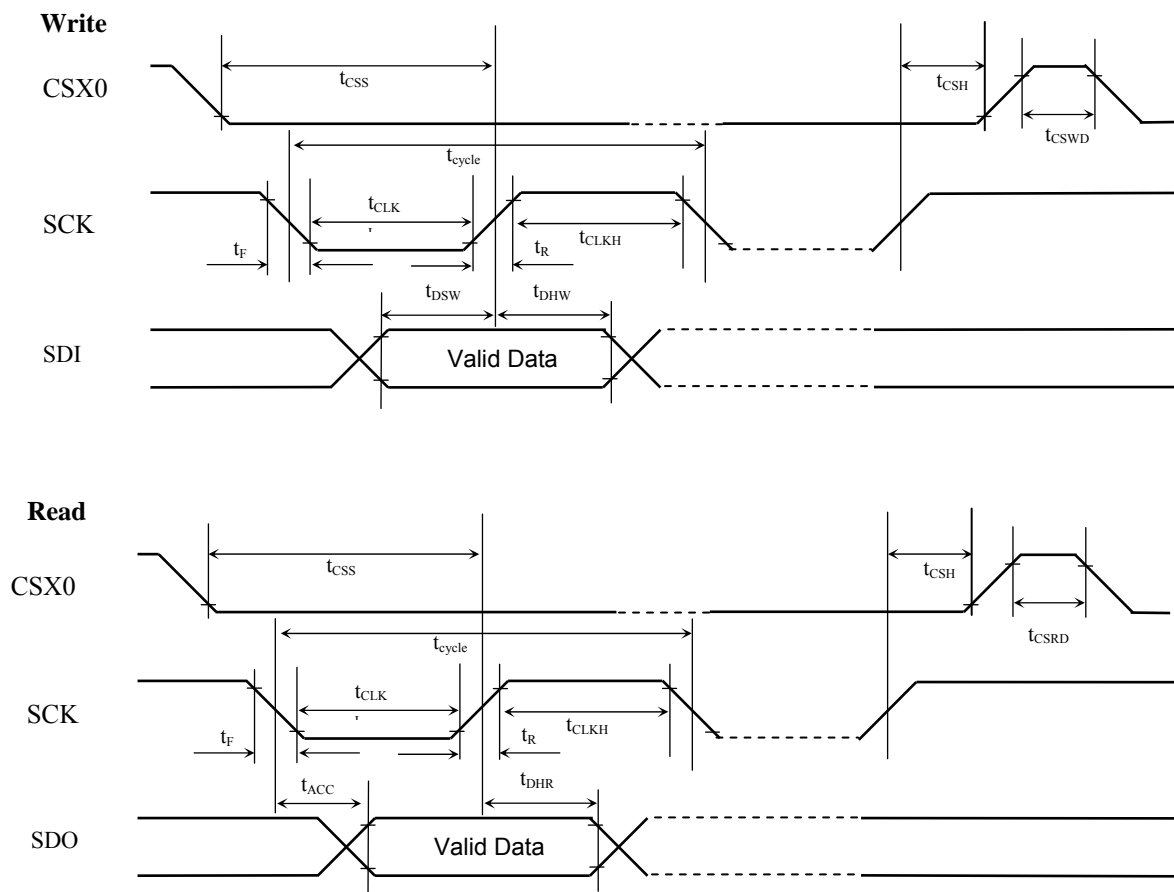 Write
CSX0
tCSS
tCSH
tCSWD
tcycle
SCK
tCLK
tF
tR
tCLKH
tDSW
tDHW
SDI
Valid Data
Read
CSX0
tCSS
tCSH
tCSRD
tcycle
SCK
tCLK
tF
tR
tCLKH
tACC
tDHR
SDO
Valid Data